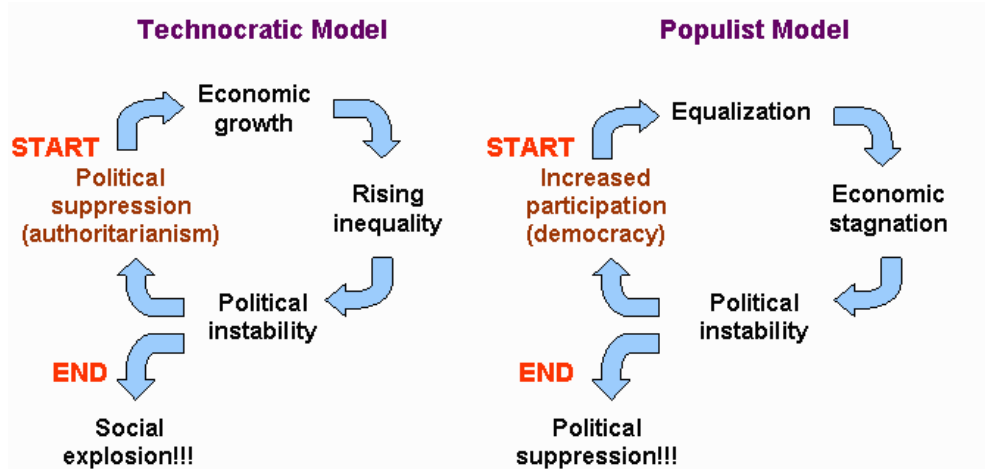 Technocratic Model
Economic
growth
START
Political
suppression
(authoritarianism)
Rising
inequality
Political
instability
END
Social
explosion!!!
Populist Model
Equalization
START
Increased
participation
(democracy)
Economic
stagnation
Political
instability
END
Political
suppression!!!